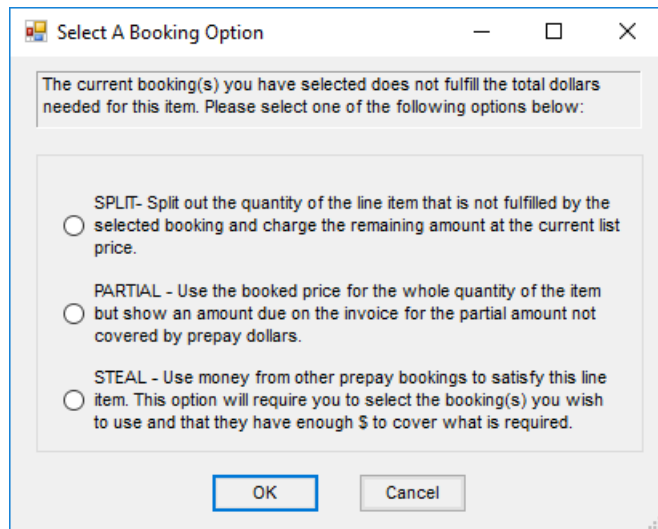 Select A Booking Option
The current booking(s) you have selected does not fulfill the total dollars
needed for this item. Please select one of the following options below:
SPLIT- Split out the quantity of the line item that is not fulfilled by the
selected booking and charge the remaining amount at the current list
price.
PARTIAL - Use the booked price for the whole quantity of the item
but show an amount due on the invoice for the partial amount not
covered by prepay dollars.
STEAL - Use money from other prepay bookings to satisfy this line
item. This option will require you to select the booking(s) you wish
to use and that they have enough $ to cover what is required.
OK
Cancel